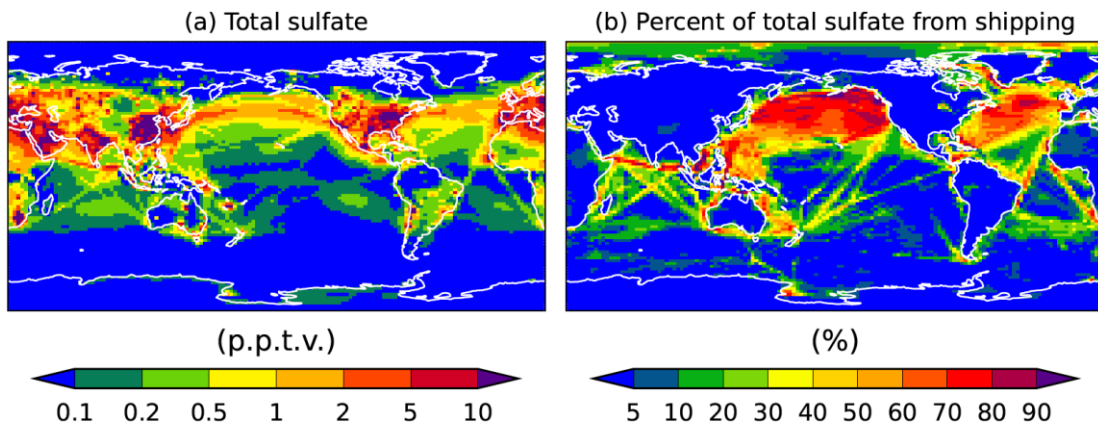 (a) Total sulfate
(b) Percent of total sulfate from shipping
(p.p.t.v.)
(%)
0.1 0.2 0.5 1 2 5 10
5 10 20 30 40 50 60 70 80 90